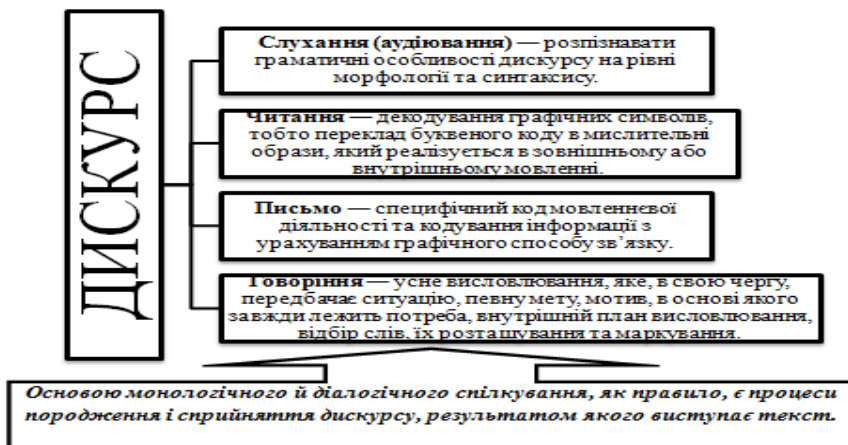 ДИСКУРС
Слухання (аудіювання) — розпізнавати
граматичні особливості дискурсу на рівні
морфології та синтаксису.
Читання — декодування графічних символів,
тобто переклад буквеного коду в мислительні
образи, який реалізується в зовнішньому або
внутрішньому мовленні.
Письмо — специфічний код мовленнєвої
діяльності та кодування інформації з
урахуванням графічного способу зв’язку.
Говоріння — усне висловлювання, яке, в свою чергу,
передбачає ситуацію, певну мету, мотив, в основі якого
завжди лежить потреба, внутрішній план висловлювання,
відбір слів, їх розташування та маркування.
Основою монологічного й діалогічного спілкування, як правило, є процеси
породження і сприйняття дискурсу, результатом якого виступає текст.